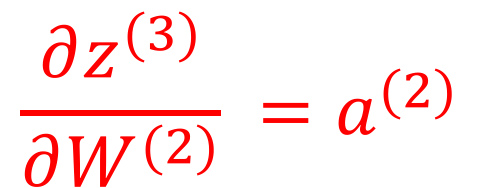 ∂z^(3)/∂W^(2) = a^(2)